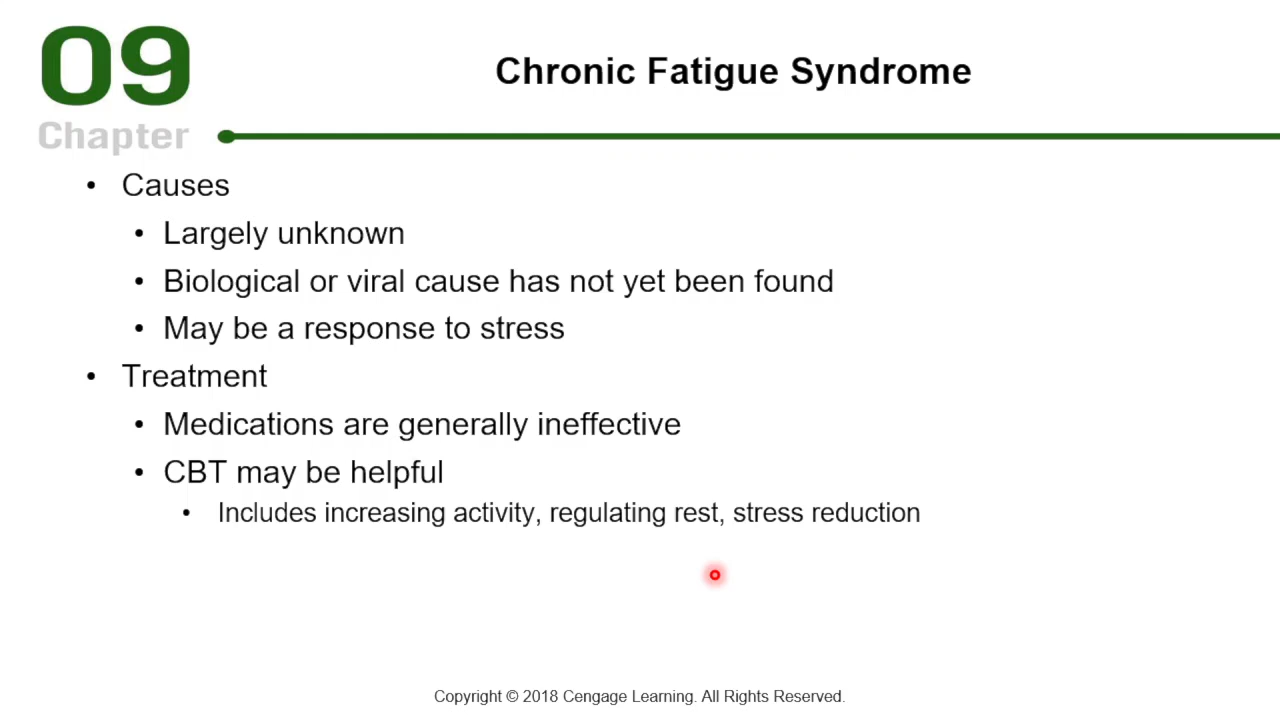 09
Chapter
Chronic Fatigue Syndrome
• Causes
• Largely unknown
• Biological or viral cause has not yet been found
• May be a response to stress
• Treatment
• Medications are generally ineffective
• CBT may be helpful
• Includes increasing activity, regulating rest, stress reduction
Copyright © 2018 Cengage Learning. All Rights Reserved.